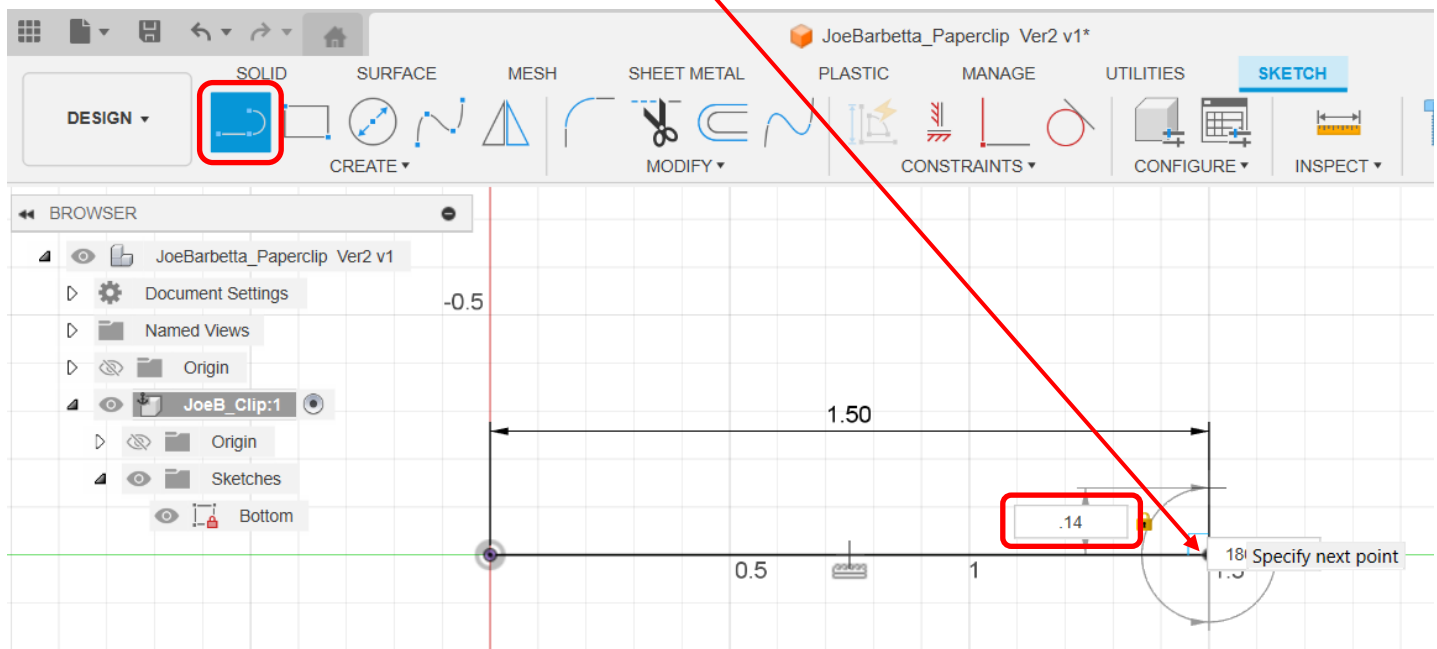 JoeBarbetta_Paperclip Ver2 v1*
SOLID SURFACE MESH SHEET METAL PLASTIC MANAGE UTILITIES SKETCH
DESIGN
CREATE MODIFY CONSTRAINTS CONFIGURE INSPECT
BROWSER
JoeBarbetta_Paperclip Ver2 v1
Document Settings
-0.5
Named Views
Origin
JoeB_Clip:1
1.50
Origin
Sketches
Bottom
.14
Specify next point
0.5
1